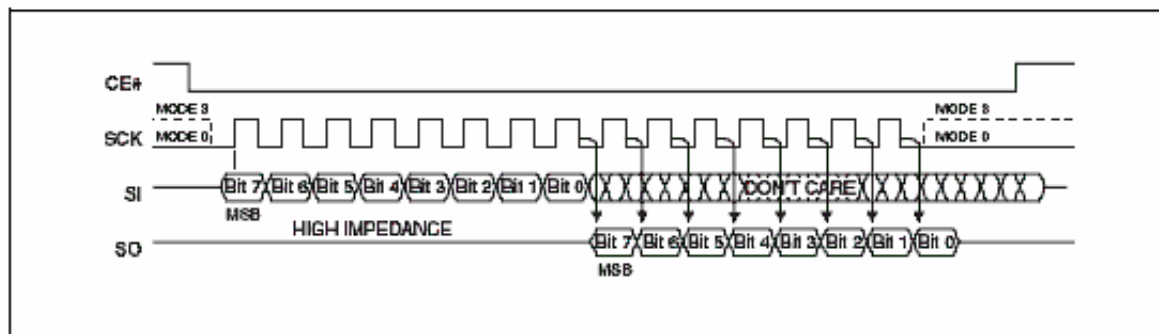 CE#
MODE 3 MODE 3
SCK MODE 0 MODE 0
SI Bit 7 Bit 6 Bit 5 Bit 4 Bit 3 Bit 2 Bit 1 Bit 0 DON'T CARE
MSB
HIGH IMPEDANCE
SO Bit 7 Bit 6 Bit 5 Bit 4 Bit 3 Bit 2 Bit 1 Bit 0
MSB